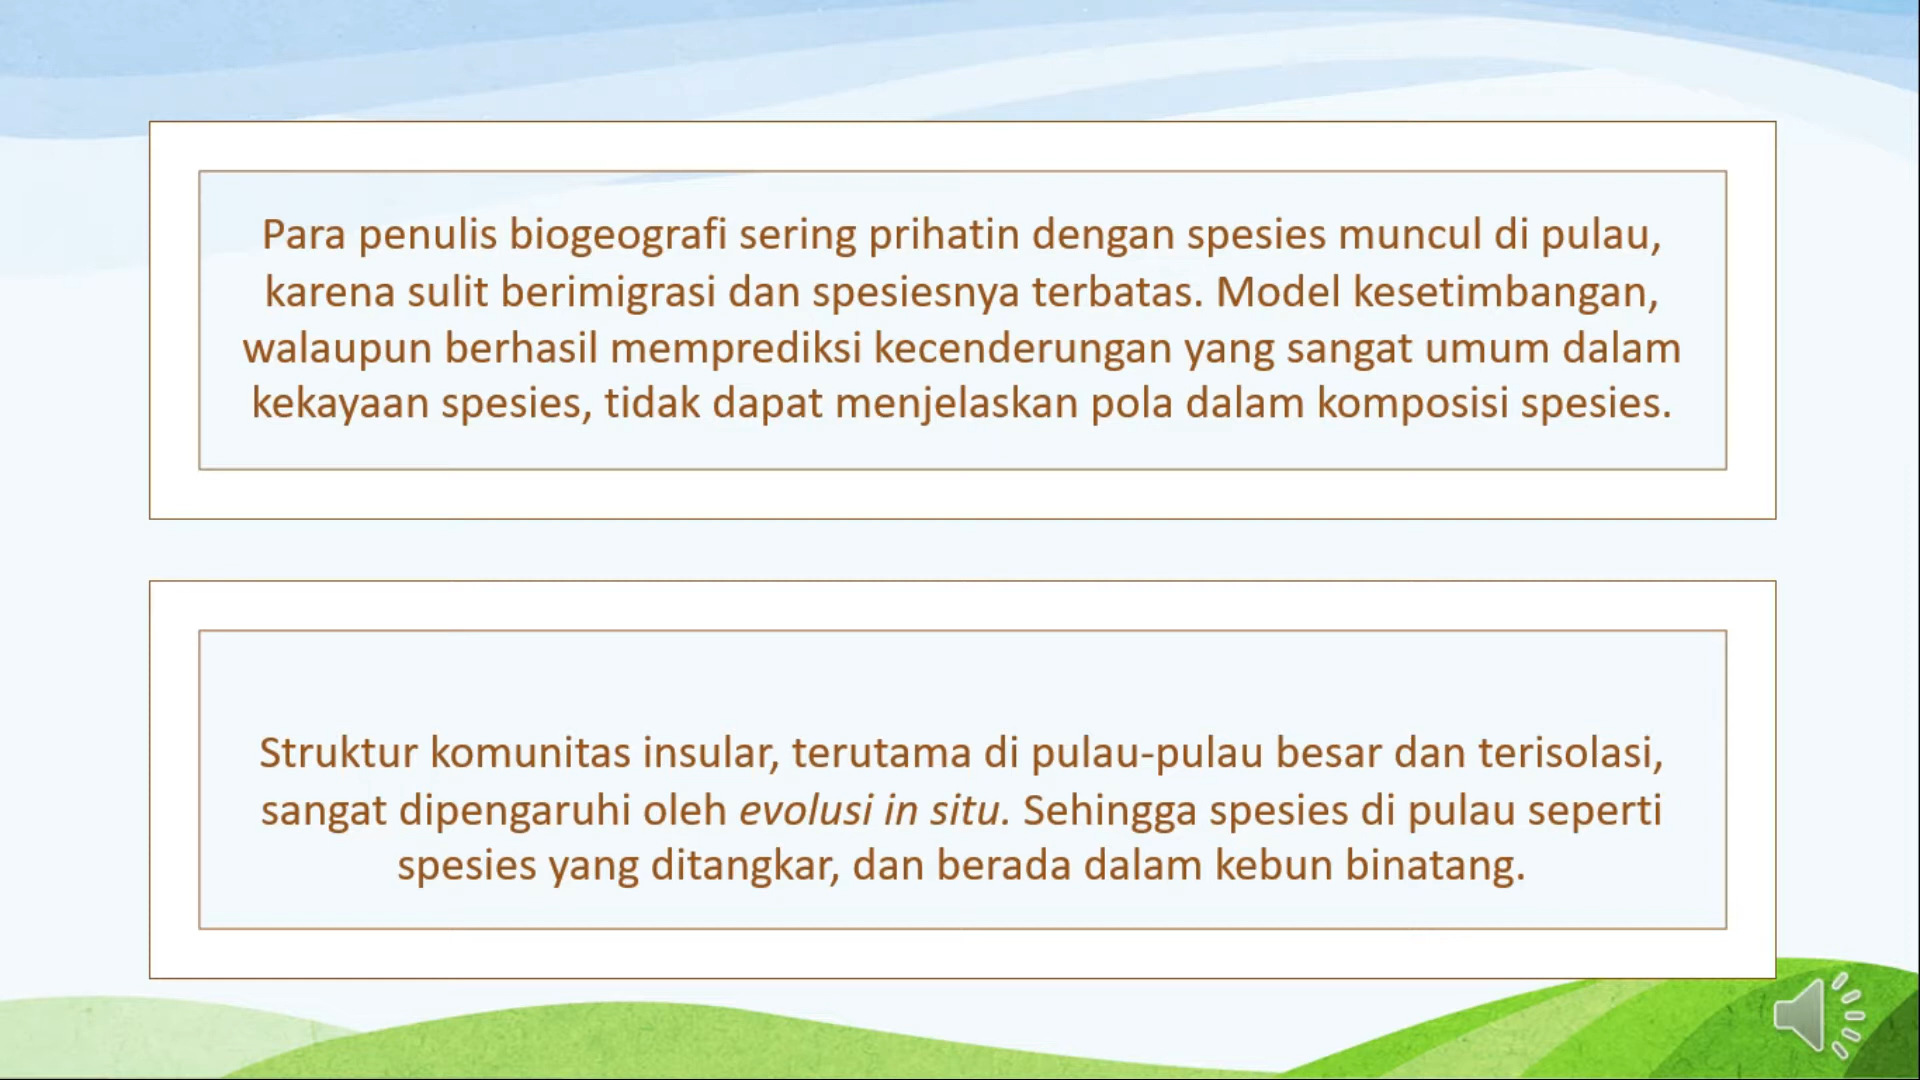 Para penulis biogeografi sering prihatin dengan spesies muncul di pulau,
karena sulit berimigrasi dan spesiesnya terbatas. Model kesetimbangan,
walaupun berhasil memprediksi kecenderungan yang sangat umum dalam
kekayaan spesies, tidak dapat menjelaskan pola dalam komposisi spesies.
Struktur komunitas insular, terutama di pulau-pulau besar dan terisolasi,
sangat dipengaruhi oleh evolusi in situ. Sehingga spesies di pulau seperti
spesies yang ditangkar, dan berada dalam kebun binatang.